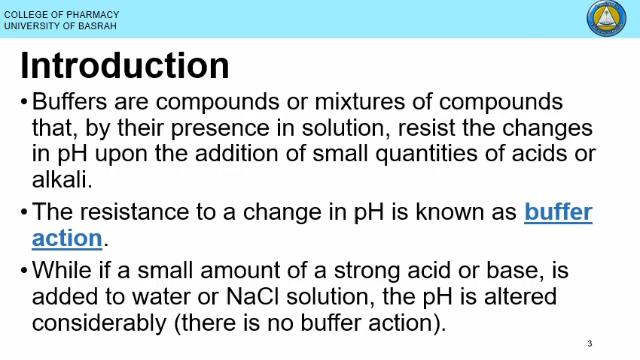 COLLEGE OF PHARMACY
UNIVERSITY OF BASRAH
Introduction
•Buffers are compounds or mixtures of compounds
that, by their presence in solution, resist the changes
in pH upon the addition of small quantities of acids or
alkali.
•The resistance to a change in pH is known as buffer
action.
•While if a small amount of a strong acid or base, is
added to water or NaCl solution, the pH is altered
considerably (there is no buffer action).
3